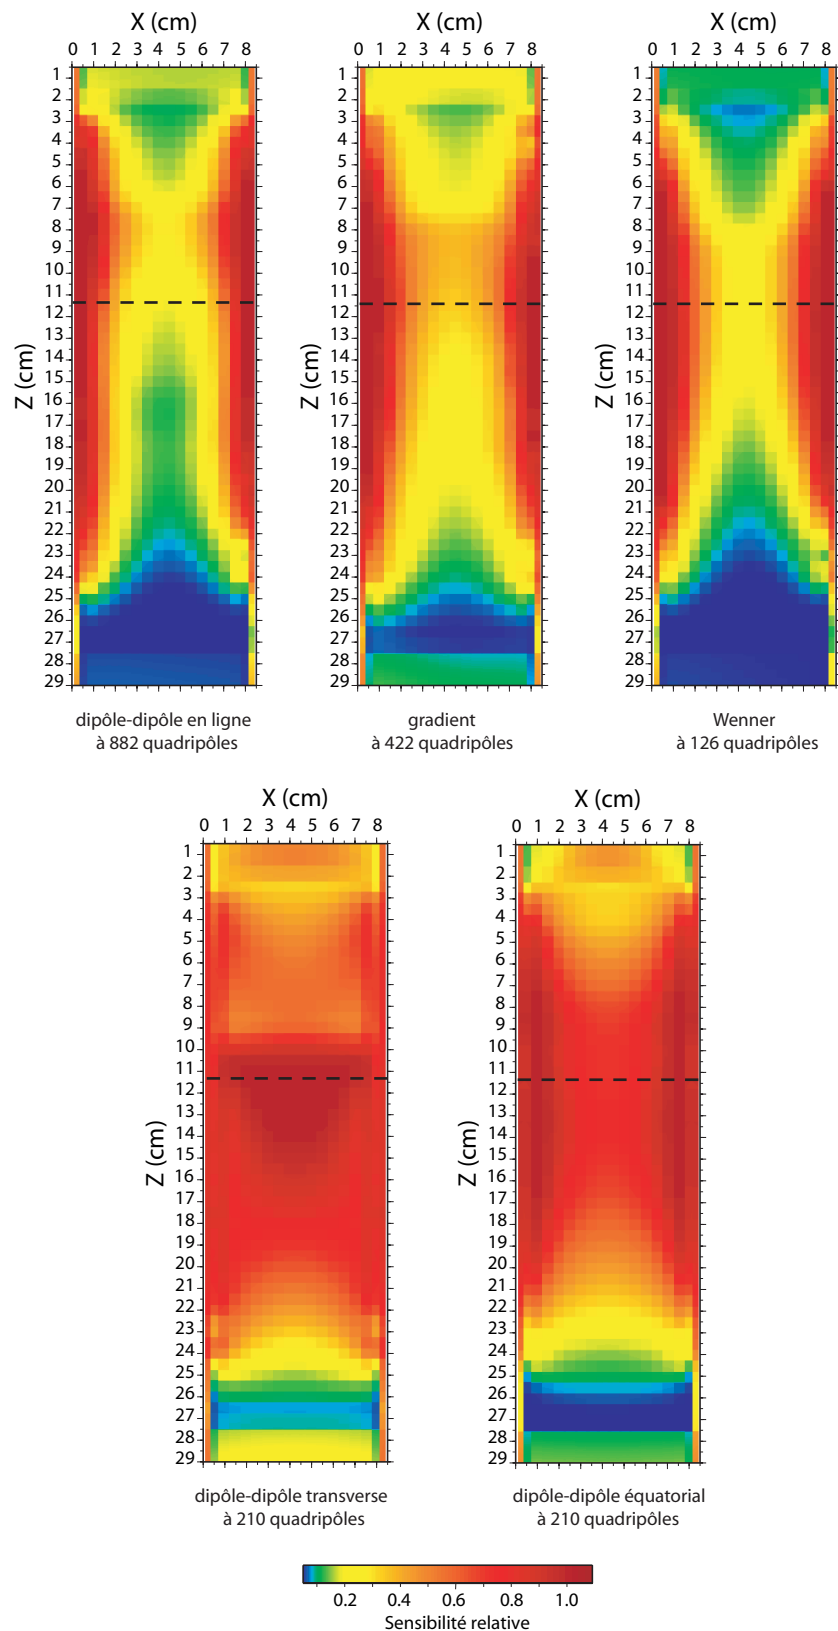 X (cm) X (cm) X (cm)
0 1 2 3 4 5 6 7 8 0 1 2 3 4 5 6 7 8 0 1 2 3 4 5 6 7 8
1 1 1
2 2 2
3 3 3
4 4 4
5 5 5
6 6 6
7 7 7
8 8 8
9 9 9
10 10 10
11 11 11
12 12 12
13 13 13
14 14 14
15 15 15
16 16 16
17 17 17
18 18 18
19 19 19
20 20 20
21 21 21
22 22 22
23 23 23
24 24 24
25 25 25
26 26 26
27 27 27
28 28 28
29 29 29
Z (cm) Z (cm) Z (cm)
dipôle-dipôle en ligne gradient Wenner
à 882 quadripôles à 422 quadripôles à 126 quadripôles
X (cm) X (cm)
0 1 2 3 4 5 6 7 8 0 1 2 3 4 5 6 7 8
1 1
2 2
3 3
4 4
5 5
6 6
7 7
8 8
9 9
10 10
11 11
12 12
13 13
14 14
15 15
16 16
17 17
18 18
19 19
20 20
21 21
22 22
23 23
24 24
25 25
26 26
27 27
28 28
29 29
Z (cm) Z (cm)
dipôle-dipôle transverse dipôle-dipôle équatorial
à 210 quadripôles à 210 quadripôles
0.2 0.4 0.6 0.8 1.0
Sensibilité relative